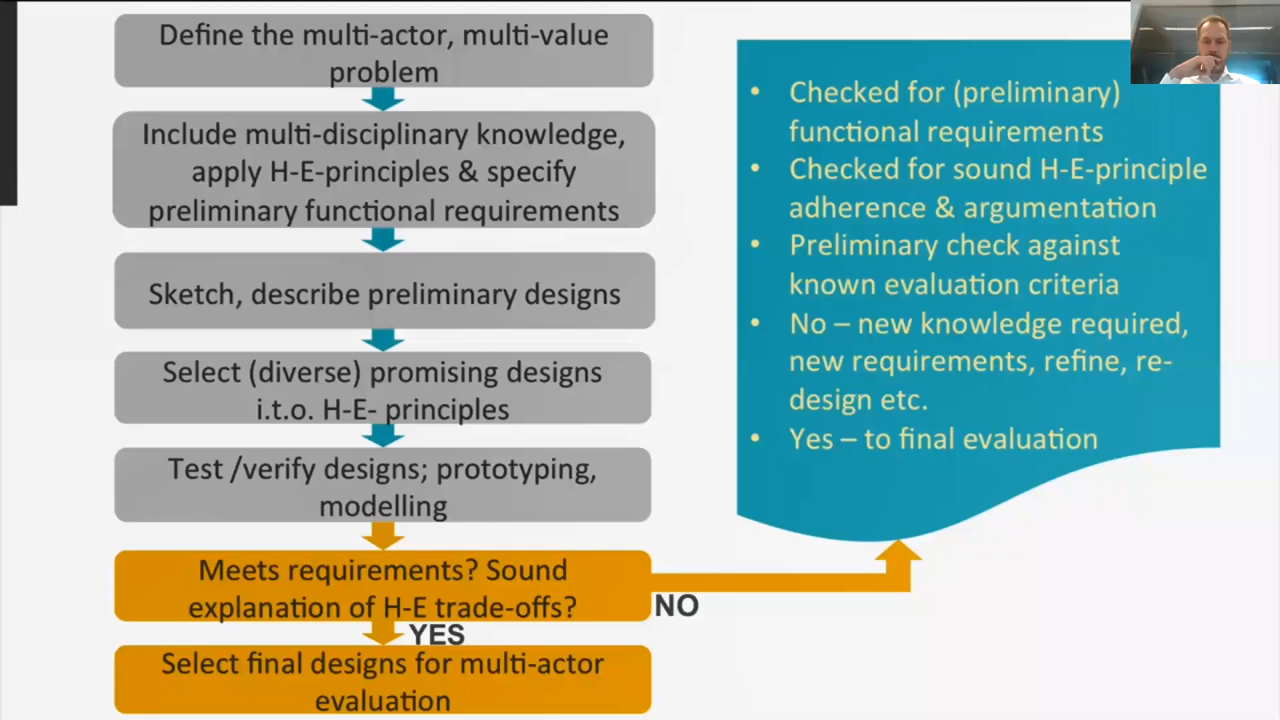 Define the multi-actor, multi-value
problem
Include multi-disciplinary knowledge,
apply H-E-principles & specify
preliminary functional requirements
Sketch, describe preliminary designs
Select (diverse) promising designs
i.t.o. H-E- principles
Test /verify designs; prototyping,
modelling
Meets requirements? Sound
explanation of H-E trade-offs?
NO
YES
Select final designs for multi-actor
evaluation
• Checked for (preliminary)
functional requirements
• Checked for sound H-E-principle
adherence & argumentation
• Preliminary check against
known evaluation criteria
• No – new knowledge required,
new requirements, refine, re-
design etc.
• Yes – to final evaluation